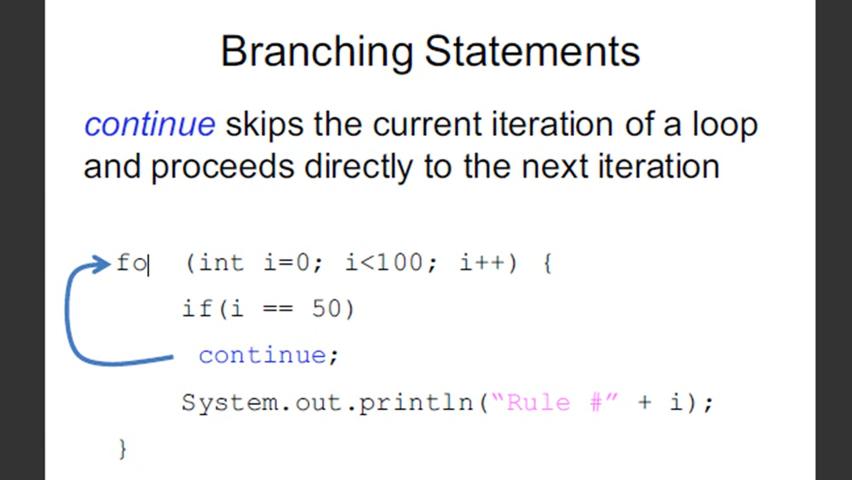 Branching Statements
continue skips the current iteration of a loop
and proceeds directly to the next iteration
fo (int i=0; i<100; i++) {
if(i == 50)
continue;
System.out.println(“Rule #” + i);
}